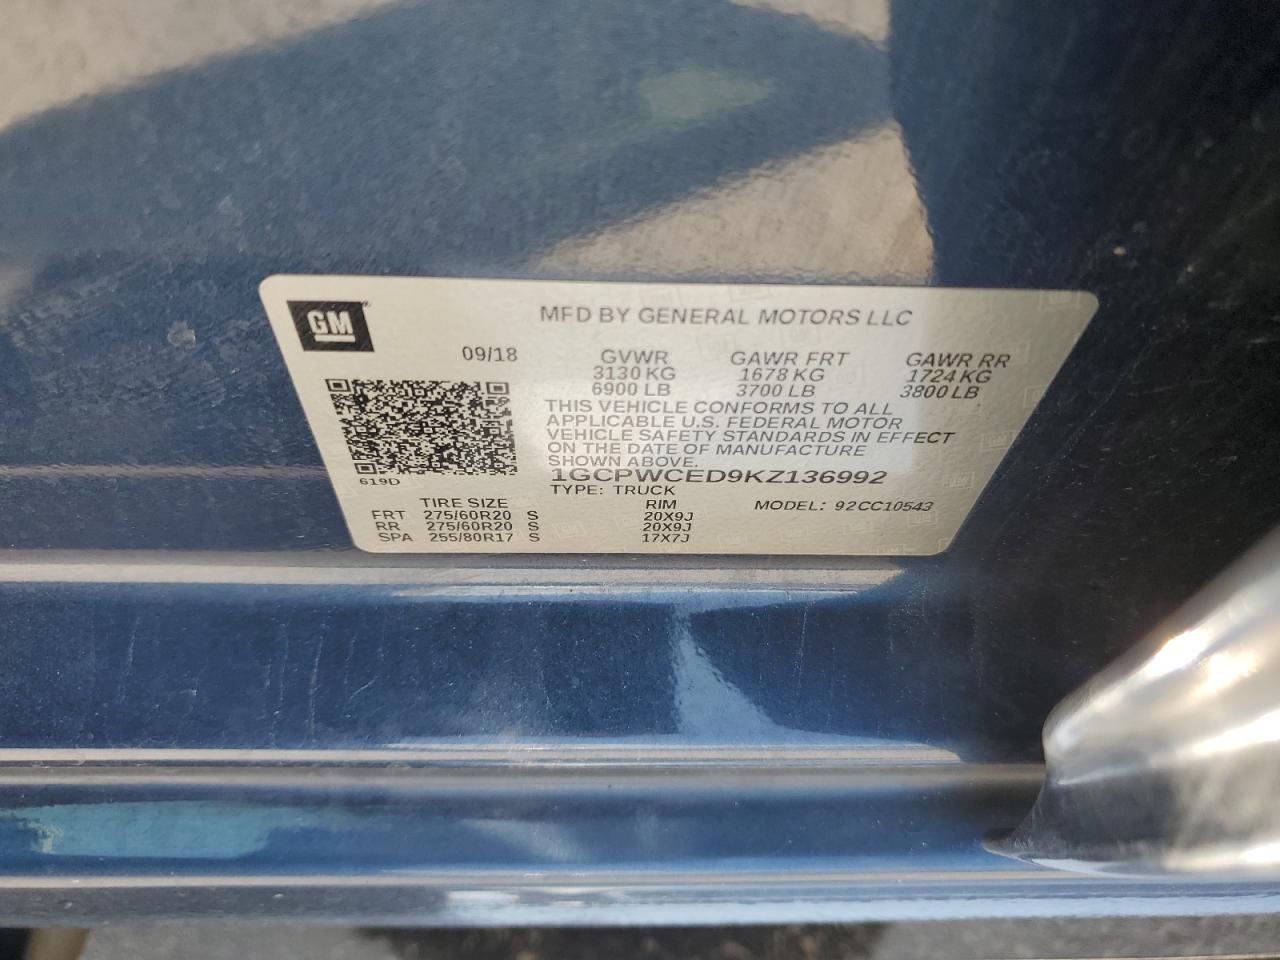 GM
MFD BY GENERAL MOTORS LLC
09/18 GVWR GAWR FRT GAWR RR
3130 KG 1678 KG 1724 KG
6900 LB 3700 LB 3800 LB
THIS VEHICLE CONFORMS TO ALL
APPLICABLE U.S. FEDERAL MOTOR
VEHICLE SAFETY STANDARDS IN EFFECT
ON THE DATE OF MANUFACTURE
SHOWN ABOVE.
619D
1GCPWCED9KZ136992
TYPE: TRUCK
TIRE SIZE RIM MODEL: 92CC10543
FRT 275/60R20 S 20X9J
RR 275/60R20 S 20X9J
SPA 255/80R17 S 17X7J